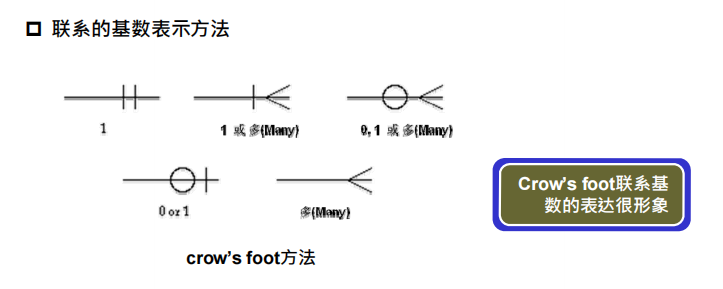 联系的基数表示方法
1
1 或多(Many)
0, 1 或多(Many)
0 or 1
多(Many)
Crow's foot联系基
数的表达很形象
crow's foot方法